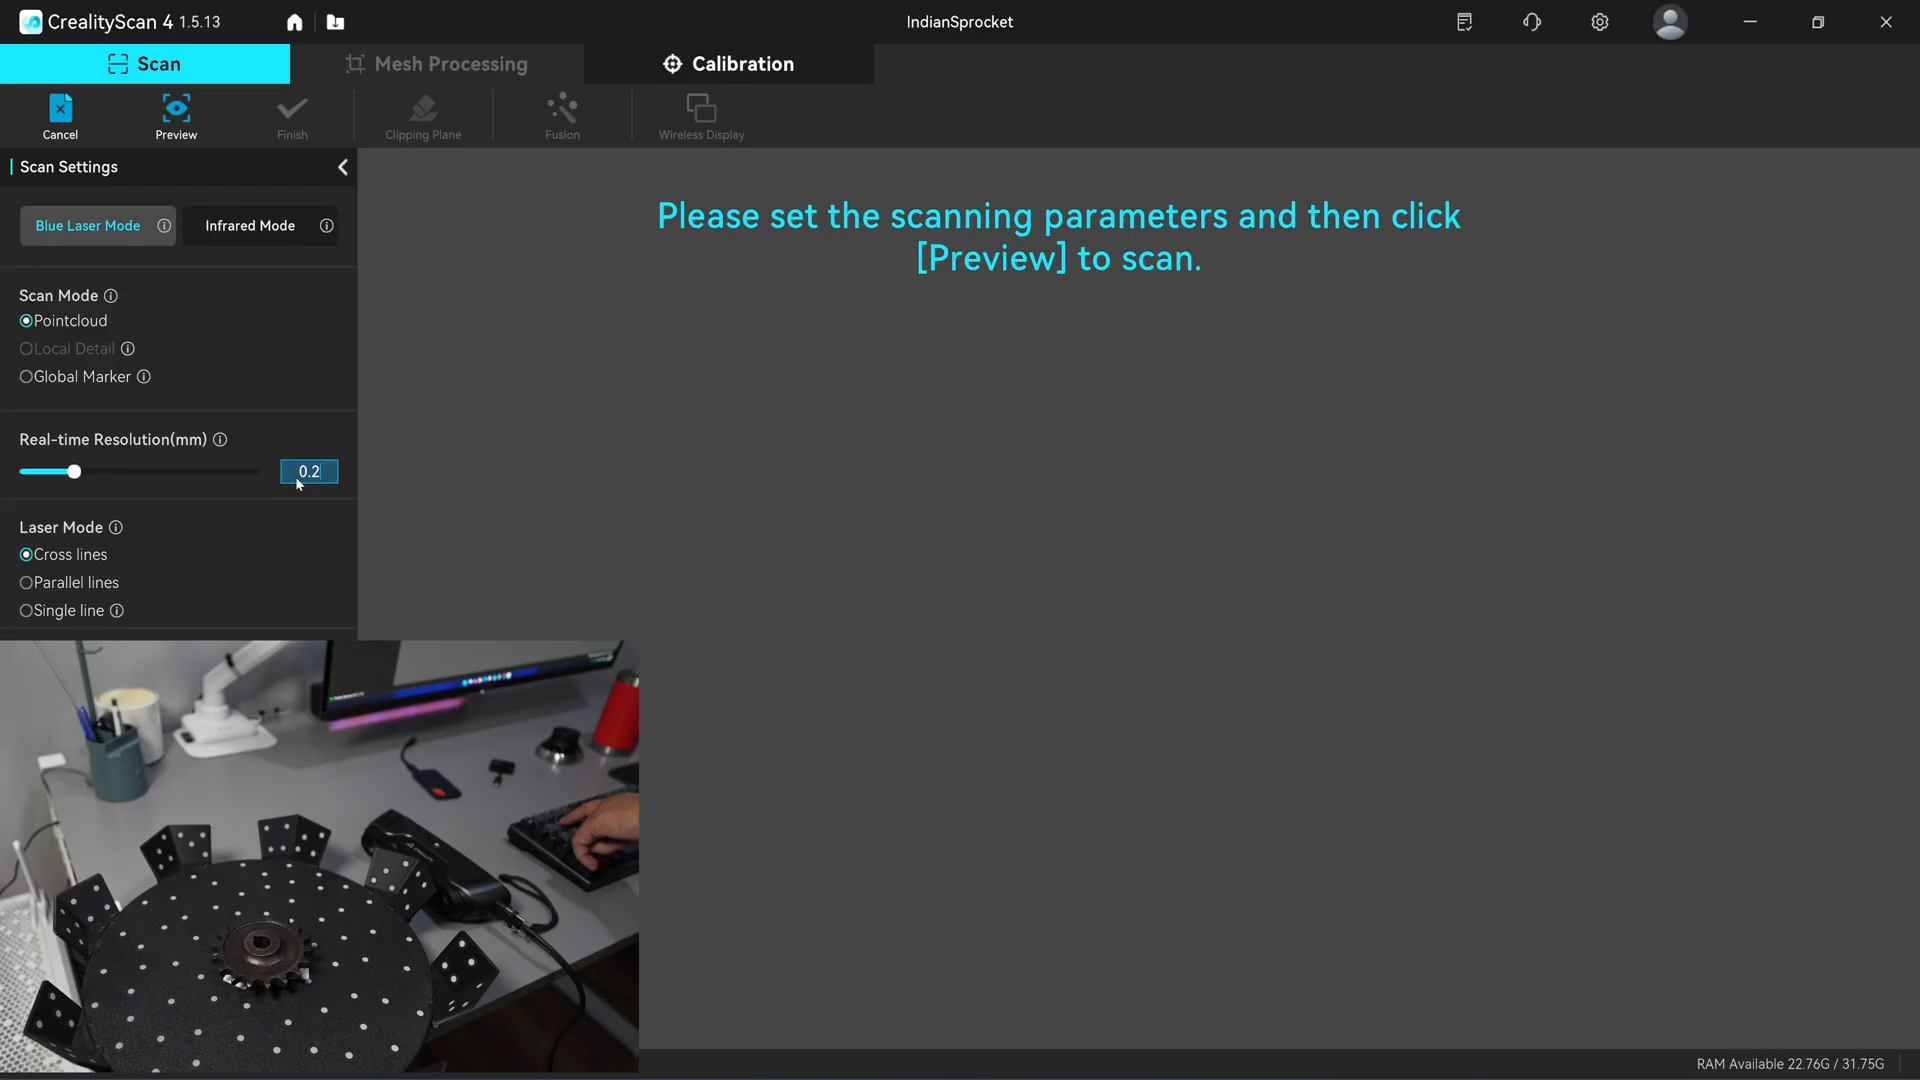 CrealityScan 4 1.5.13
IndianSprocket
Scan
Mesh Processing
Calibration
Cancel
Preview
Finish
Clipping Plane
Fusion
Wireless Display
Scan Settings
Blue Laser Mode
Infrared Mode
Please set the scanning parameters and then click
[Preview] to scan.
Scan Mode
Pointcloud
Local Detail
Global Marker
Real-time Resolution(mm)
0.2
Laser Mode
Cross lines
Parallel lines
Single line
RAM Available 22.76G / 31.75G